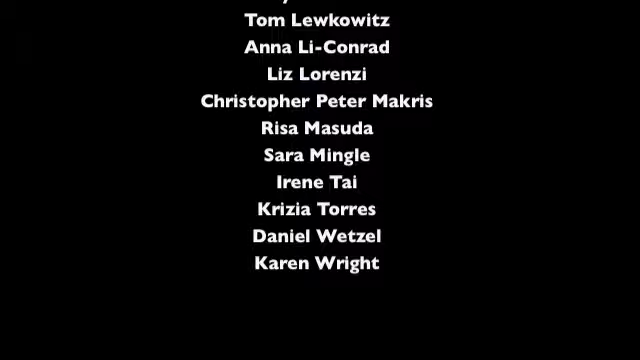 Tom Lewkowitz
Anna Li-Conrad
Liz Lorenzi
Christopher Peter Makris
Risa Masuda
Sara Mingle
Irene Tai
Krizia Torres
Daniel Wetzel
Karen Wright